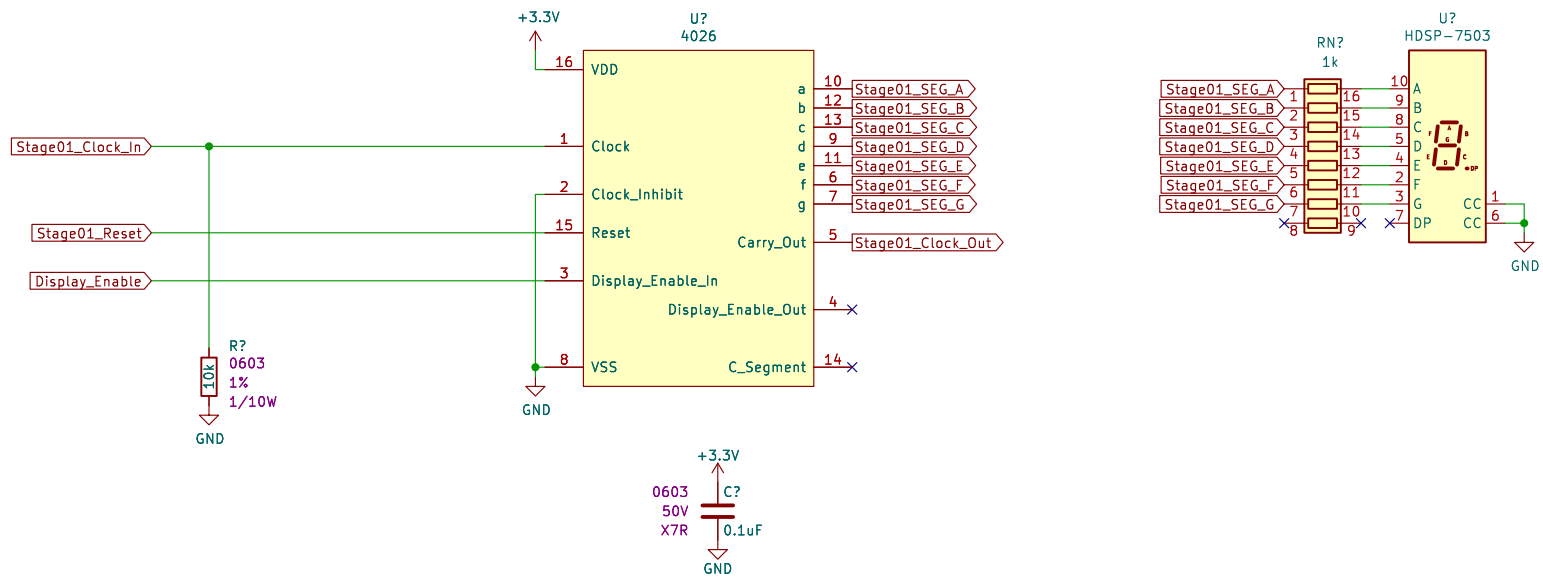 +3.3V
U?
4026
16
VDD
Stage01_Clock_In
1
Clock
2
Clock_Inhibit
Stage01_Reset
15
Reset
Display_Enable
3
Display_Enable_In
8
VSS
GND
a
10
Stage01_SEG_A
b
12
Stage01_SEG_B
c
13
Stage01_SEG_C
d
9
Stage01_SEG_D
e
11
Stage01_SEG_E
f
6
Stage01_SEG_F
g
7
Stage01_SEG_G
Carry_Out
5
Stage01_Clock_Out
Display_Enable_Out
4
C_Segment
14
R?
10k
0603
1%
1/10W
GND
+3.3V
0603
C?
50V
X7R
0.1uF
GND
RN?
1k
U?
HDSP-7503
Stage01_SEG_A
1
16
10
A
Stage01_SEG_B
2
15
9
B
Stage01_SEG_C
3
14
8
C
Stage01_SEG_D
4
13
5
D
Stage01_SEG_E
5
12
4
E
Stage01_SEG_F
6
11
2
F
Stage01_SEG_G
7
10
3
G
8
9
7
DP
A
F
B
G
E
C
D
DP
CC
1
CC
6
GND